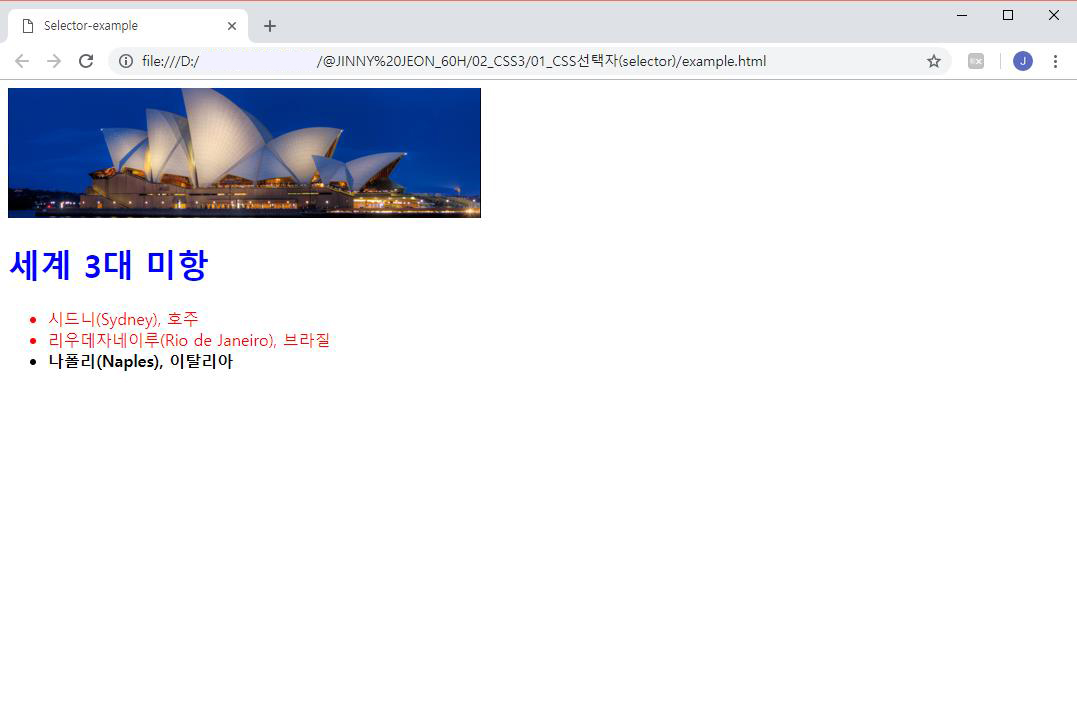 Selector-example
file:///D:/ /@JINNY%20JEON_60H/02_CSS3/01_CSS선택자(selector)/example.html
J
세계 3대 미항
시드니(Sydney), 호주
리우데자네이루(Rio de Janeiro), 브라질
나폴리(Naples), 이탈리아